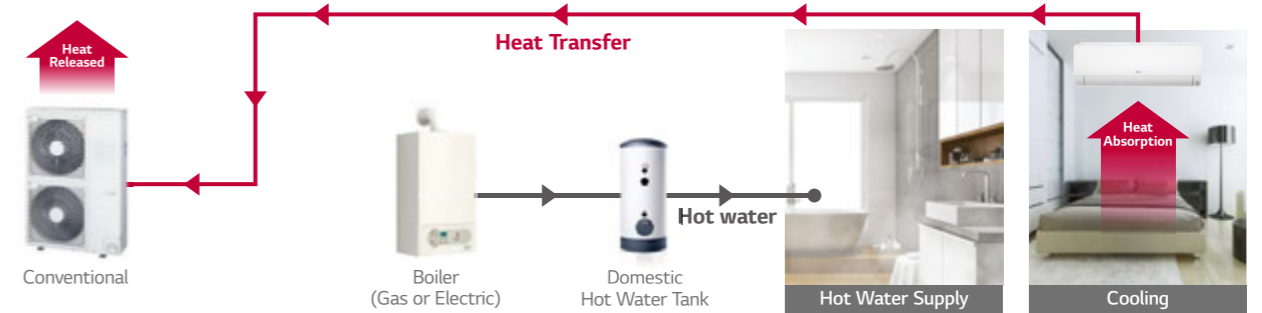 Heat
Released
Heat Transfer
Heat
Absorption
Hot water
Conventional
Boiler
(Gas or Electric)
Domestic
Hot Water Tank
Hot Water Supply
Cooling